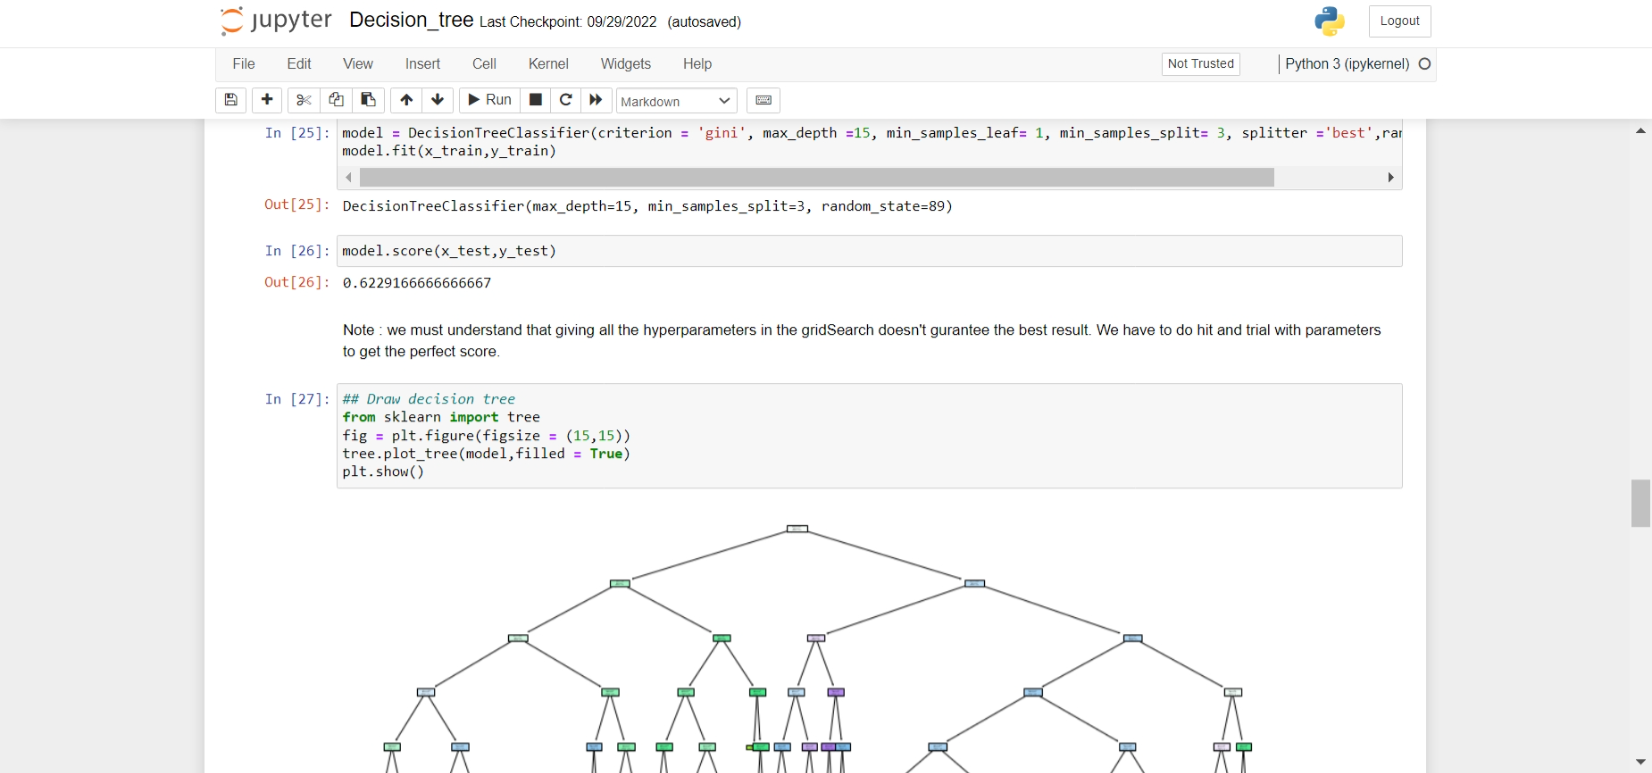 jupyter Decision_tree Last Checkpoint: 09/29/2022 (autosaved) Logout
File Edit View Insert Cell Kernel Widgets Help Not Trusted Python 3 (ipykernel)
Run Markdown
In [25]: model = DecisionTreeClassifier(criterion = 'gini', max_depth =15, min_samples_leaf= 1, min_samples_split= 3, splitter ='best',rar
model.fit(x_train,y_train)
Out[25]: DecisionTreeClassifier(max_depth=15, min_samples_split=3, random_state=89)
In [26]: model.score(x_test,y_test)
Out[26]: 0.6229166666666667
Note : we must understand that giving all the hyperparameters in the gridSearch doesn't gurantee the best result. We have to do hit and trial with parameters
to get the perfect score.
In [27]: ## Draw decision tree
from sklearn import tree
fig = plt.figure(figsize = (15,15))
tree.plot_tree(model,filled = True)
plt.show()